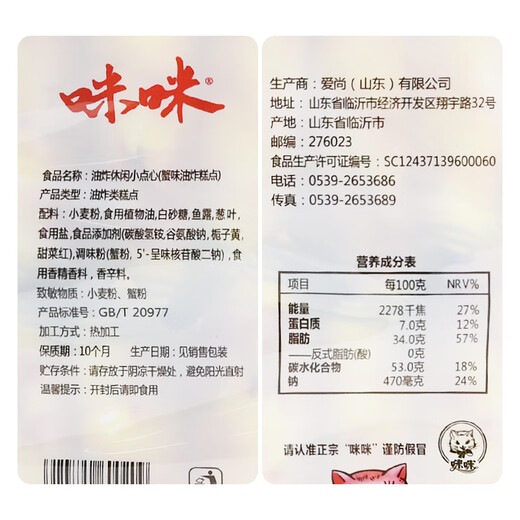 咪咪®
食品名称：油炸休闲小点心(蟹味油炸糕点)
产品类型：油炸类糕点
配料：小麦粉,食用植物油,白砂糖,鱼露,葱叶,
食用盐,食品添加剂(碳酸氢铵,谷氨酸钠,栀子黄,
甜菜红),调味粉(蟹粉, 5'-呈味核苷酸二钠) ,食
用香精香料，香辛料。
致敏物质：小麦粉、蟹粉
产品标准号：GB/T 20977
加工方式：热加工
保质期：10个月 生产日期：见销售包装
贮存条件：请存放于阴凉干燥处，避免阳光直射
温馨提示：开封后请即食用
生产商：爱尚（山东）有限公司
地址：山东省临沂市经济开发区翔宇路32号
产地：山东省临沂市
邮编：276023
食品生产许可证编号：SC12437139600060
电话：0539-2653686
传真：0539-2653689
营养成分表
项目 每100克 NRV%
能量 2278千焦 27%
蛋白质 7.0克 12%
脂肪 34.0克 57%
——反式脂肪(酸) 0克
碳水化合物 53.0克 18%
钠 470毫克 24%
请认准正宗“咪咪”谨防假冒
咪咪